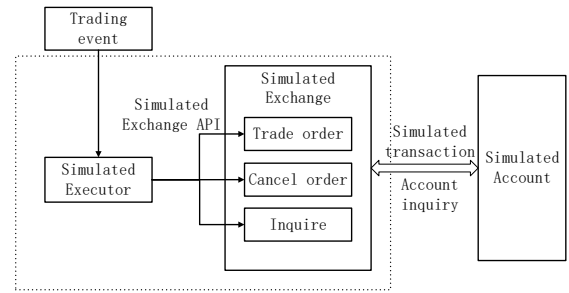 Trading
event
Simulated
Exchange
Simulated
Exchange API
Trade order
Simulated
transaction
Simulated
Executor
Cancel order
Simulated
Account
Account
inquiry
Inquire